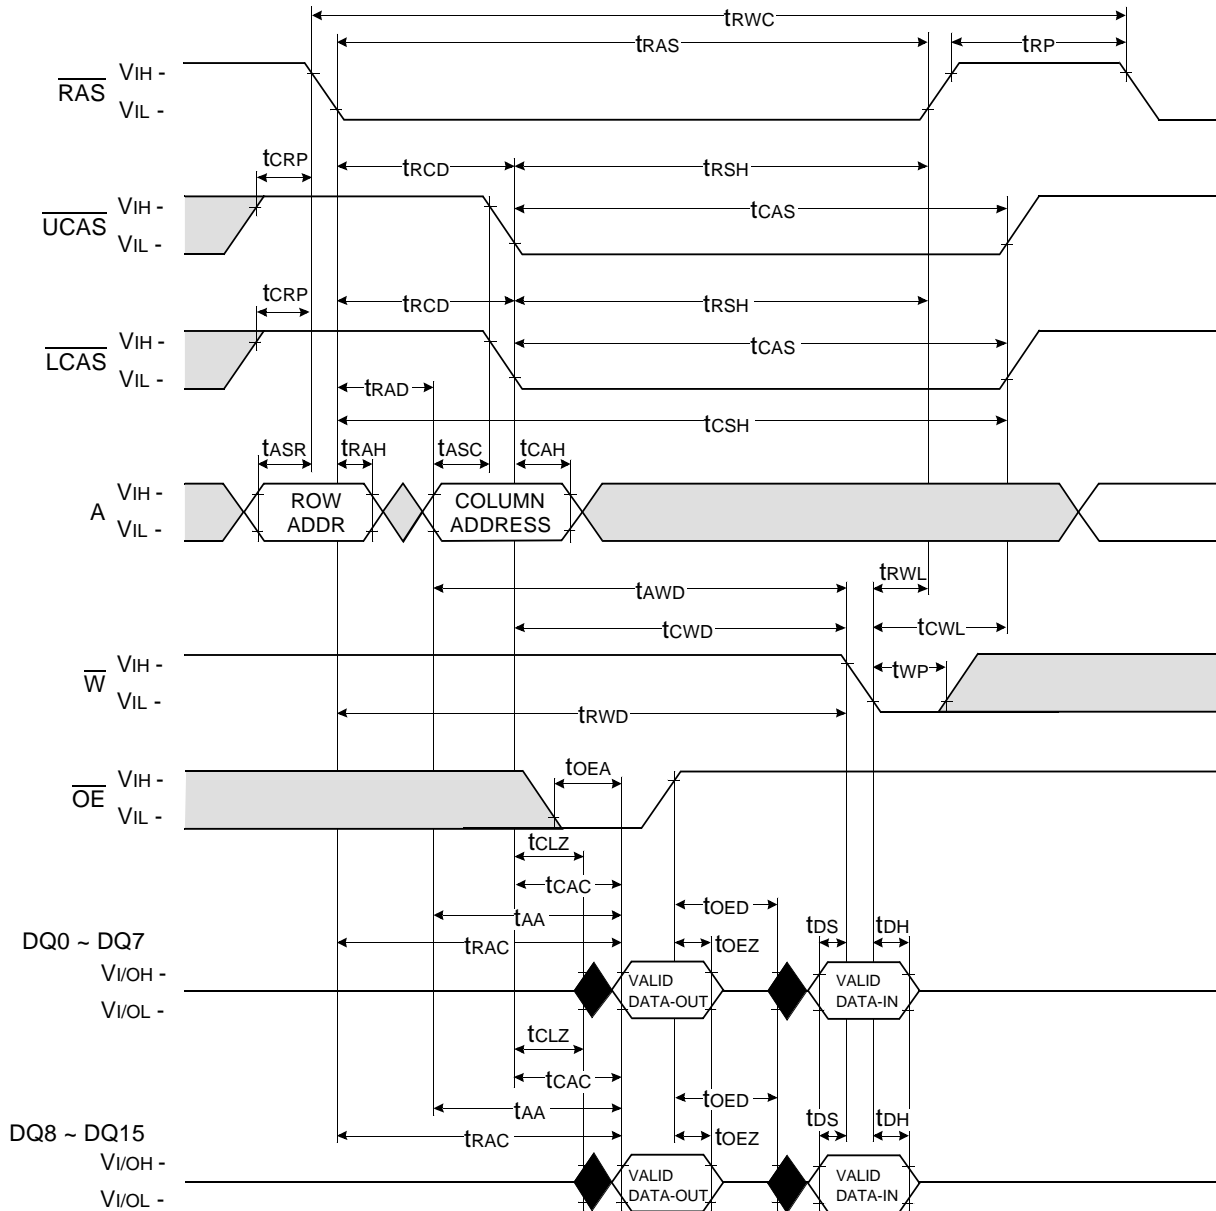 tRWC
tRAS
tRP
RAS
VIH -
VIL -
tCRP
tRCD
tRSH
UCAS
VIH -
VIL -
tCAS
tCRP
tRCD
tRSH
LCAS
VIH -
VIL -
tCAS
tRAD
tCSH
tASR
tRAH
tASC
tCAH
A
VIH -
VIL -
ROW
ADDR
COLUMN
ADDRESS
tAWD
tRWL
tCWD
tCWL
W
VIH -
VIL -
tWP
tRWD
OE
VIH -
VIL -
tOEA
tCLZ
tCAC
tOED
tAA
tDS
tDH
DQ0 ~ DQ7
tRAC
tOEZ
VI/OH -
VI/OL -
VALID
DATA-OUT
VALID
DATA-IN
tCLZ
tCAC
tOED
tAA
tDS
tDH
DQ8 ~ DQ15
tRAC
tOEZ
VI/OH -
VI/OL -
VALID
DATA-OUT
VALID
DATA-IN